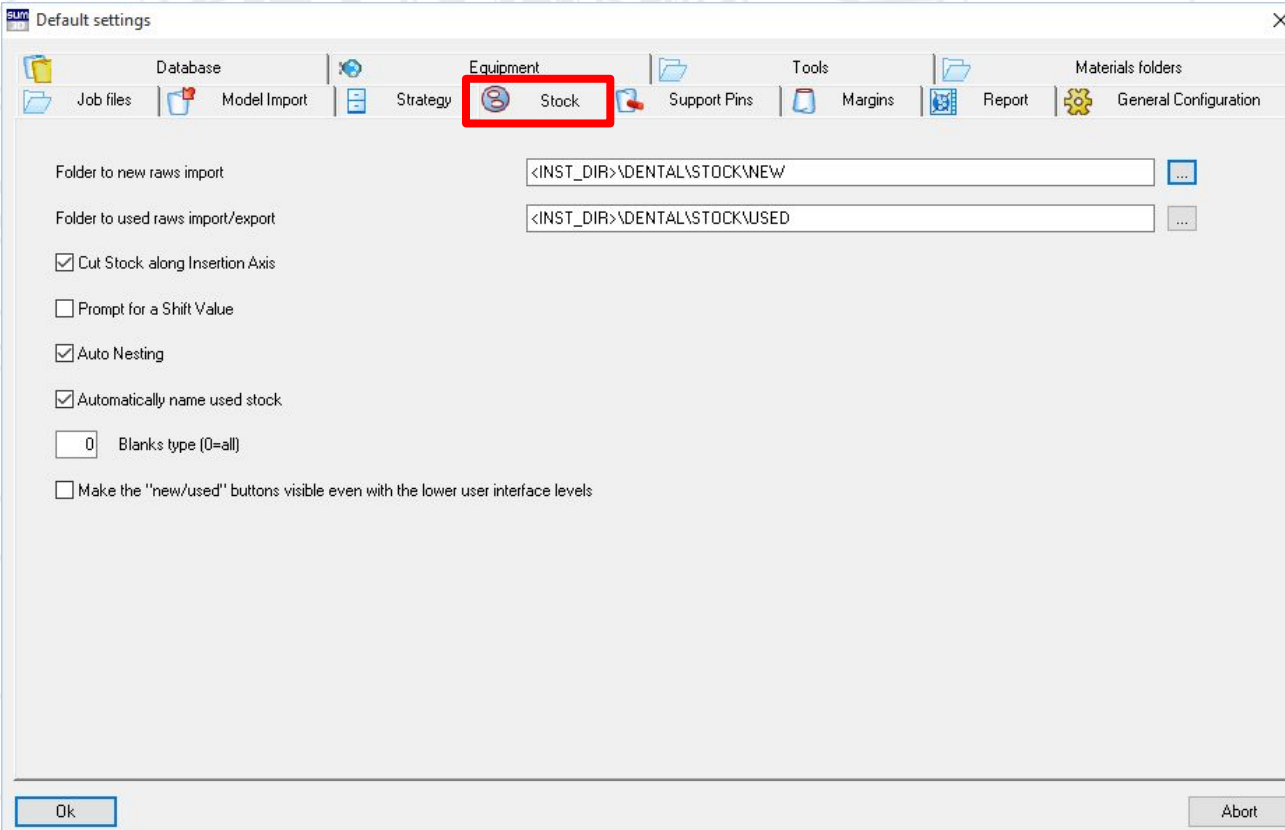 SUM 3D Default settings
Database Equipment Tools Materials folders
Job files Model Import Strategy Stock Support Pins Margins Report General Configuration
Folder to new raws import <INST_DIR>\DENTAL\STOCK\NEW ...
Folder to used raws import/export <INST_DIR>\DENTAL\STOCK\USED ...
Cut Stock along Insertion Axis
Prompt for a Shift Value
Auto Nesting
Automatically name used stock
0 Blanks type (0=all)
Make the "new/used" buttons visible even with the lower user interface levels
Ok Abort